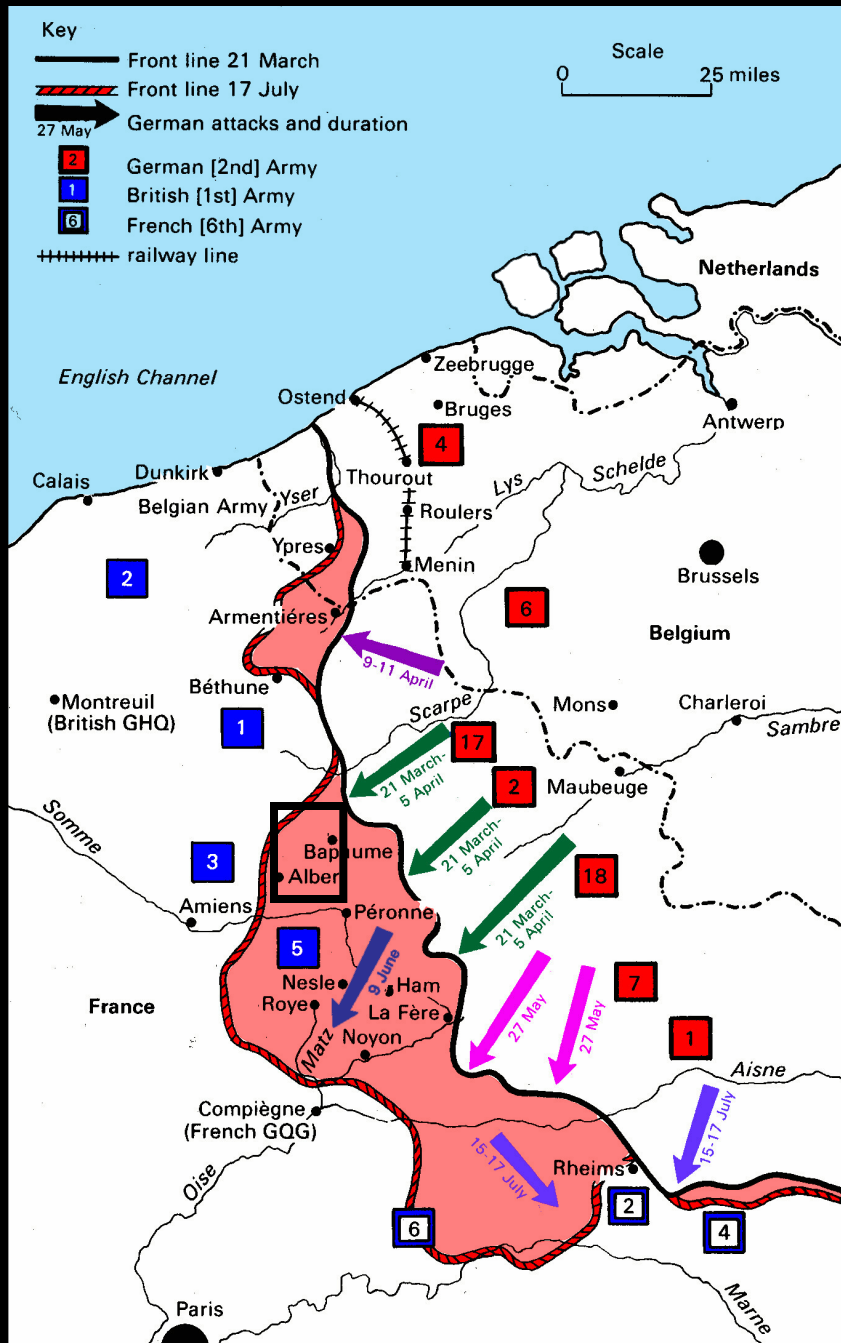 Key
Front line 21 March
Front line 17 July
27 May
German attacks and duration
2
German [2nd] Army
1
British [1st] Army
6
French [6th] Army
railway line
Scale
0
25 miles
Netherlands
English Channel
Zeebrugge
Ostend
Bruges
Antwerp
4
Calais
Dunkirk
Thourout
Schelde
Lys
Belgian Army
Yser
Roulers
Ypres
Menin
Brussels
2
6
Armentiéres
Belgium
9-11 April
Béthune
Montreuil
(British GHQ)
Scarpe
Mons
Charleroi
Sambre
1
17
21 March-
5 April
2
Maubeuge
Somme
21 March-
5 April
3
Bapaume
Alber
18
21 March-
5 April
Amiens
Péronne
5
9 June
Nesle
Ham
7
France
Roye
La Fère
27 May
27 May
Matz
Noyon
1
Aisne
Compiègne
(French GQG)
15-17 July
15-17 July
Rheims
Oise
2
6
4
Marne
Paris